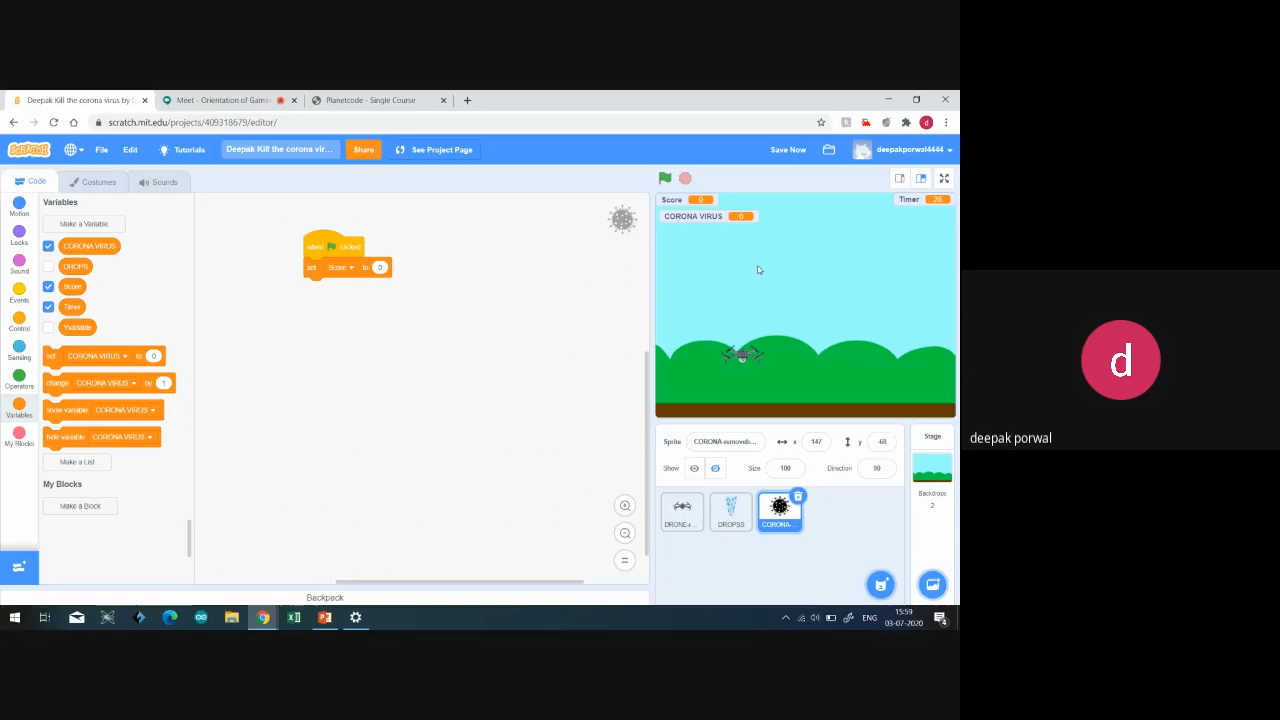 Deepak Kill the corona virus by
Meet - Orientation of Gami
Planetcode - Single Course
scratch.mit.edu/projects/409318679/editor/
d
SCRATCH
File
Edit
Tutorials
Deepak Kill the corona vir...
Share
See Project Page
Save Now
deepakporwal4444
Code
Costumes
Sounds
Motion
Looks
Sound
Events
Control
Sensing
Operators
Variables
My Blocks
Variables
Make a Variable
CORONA VIRUS
DROPS
Score
Timer
Yvariable
set CORONA VIRUS to 0
change CORONA VIRUS by 1
show variable CORONA VIRUS
hide variable CORONA VIRUS
Make a List
My Blocks
Make a Block
when clicked
set Score to 0
Backpack
Score 0
Timer 20
CORONA VIRUS 0
Sprite CORONA-removeb... x 147 y -68
Show Size 100 Direction 90
DRONE-r...
DROPSS
CORONA-...
Stage
Backdrops
2
ENG
15:59
03-07-2020
4
d
deepak porwal